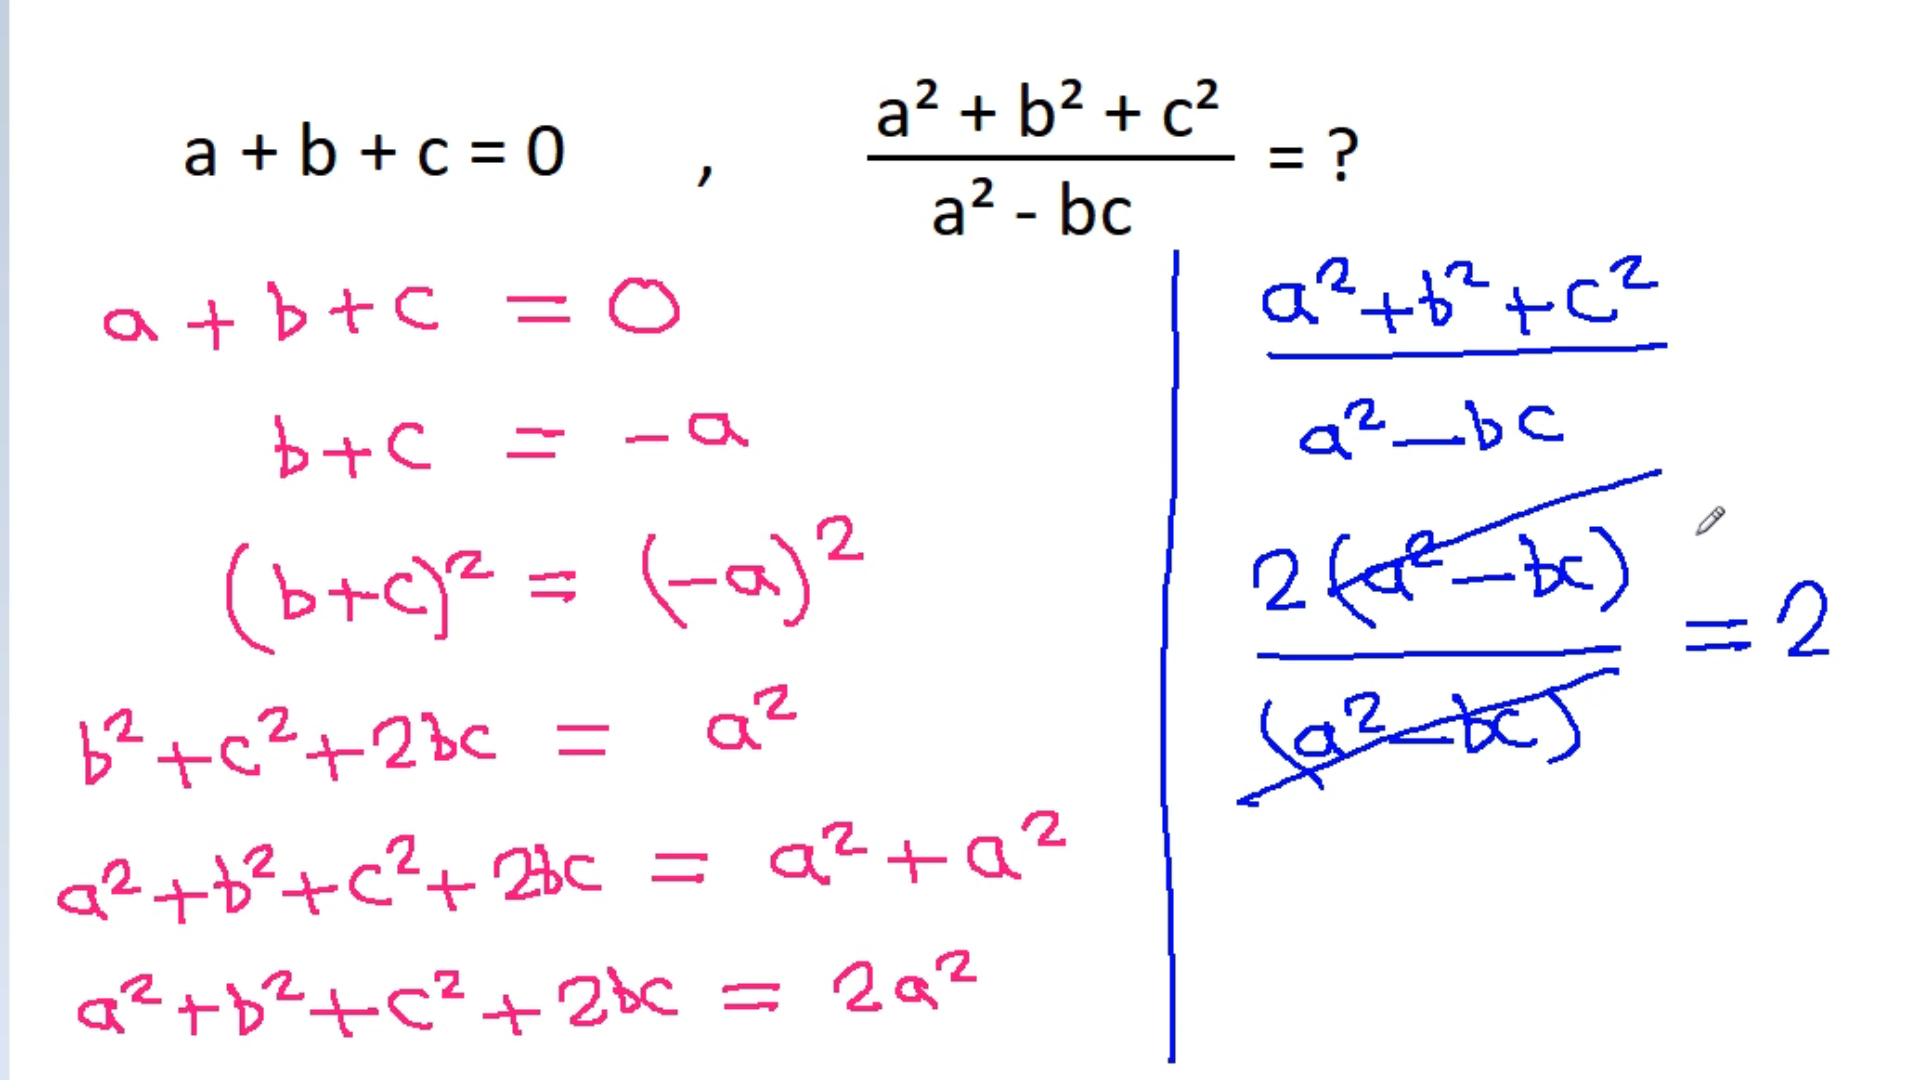 a + b + c = 0 , a² + b² + c² / a² - bc = ?
a + b + c = 0
b + c = -a
(b+c)² = (-a)²
b² + c² + 2bc = a²
a² + b² + c² + 2bc = a² + a²
a² + b² + c² + 2bc = 2a²
a² + b² + c²
a² - bc
2(a² - bc)
= 2
(a² - bc)